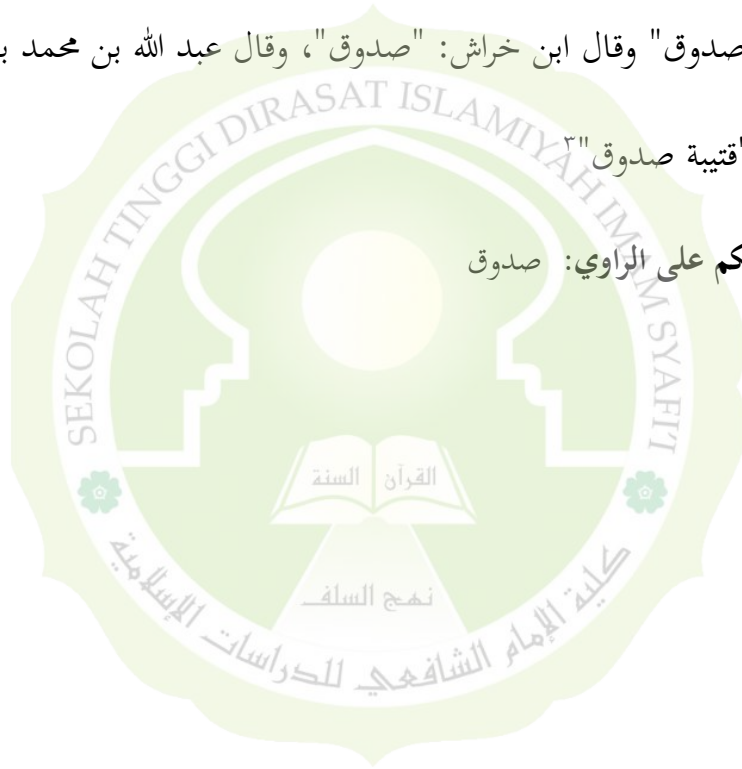 صدوق" وقال ابن خراش: "صدوق"، وقال عبد الله بن محمد
"قتيبة صدوق"٣
على الراوي: صدوق
SEKOLAH TINGGI DIRASAT ISLAMIYAH IMAM SYAFI'I
القرآن السنة
نهج السلف
كلية الإمام الشافعي للدراسات الإسلامية